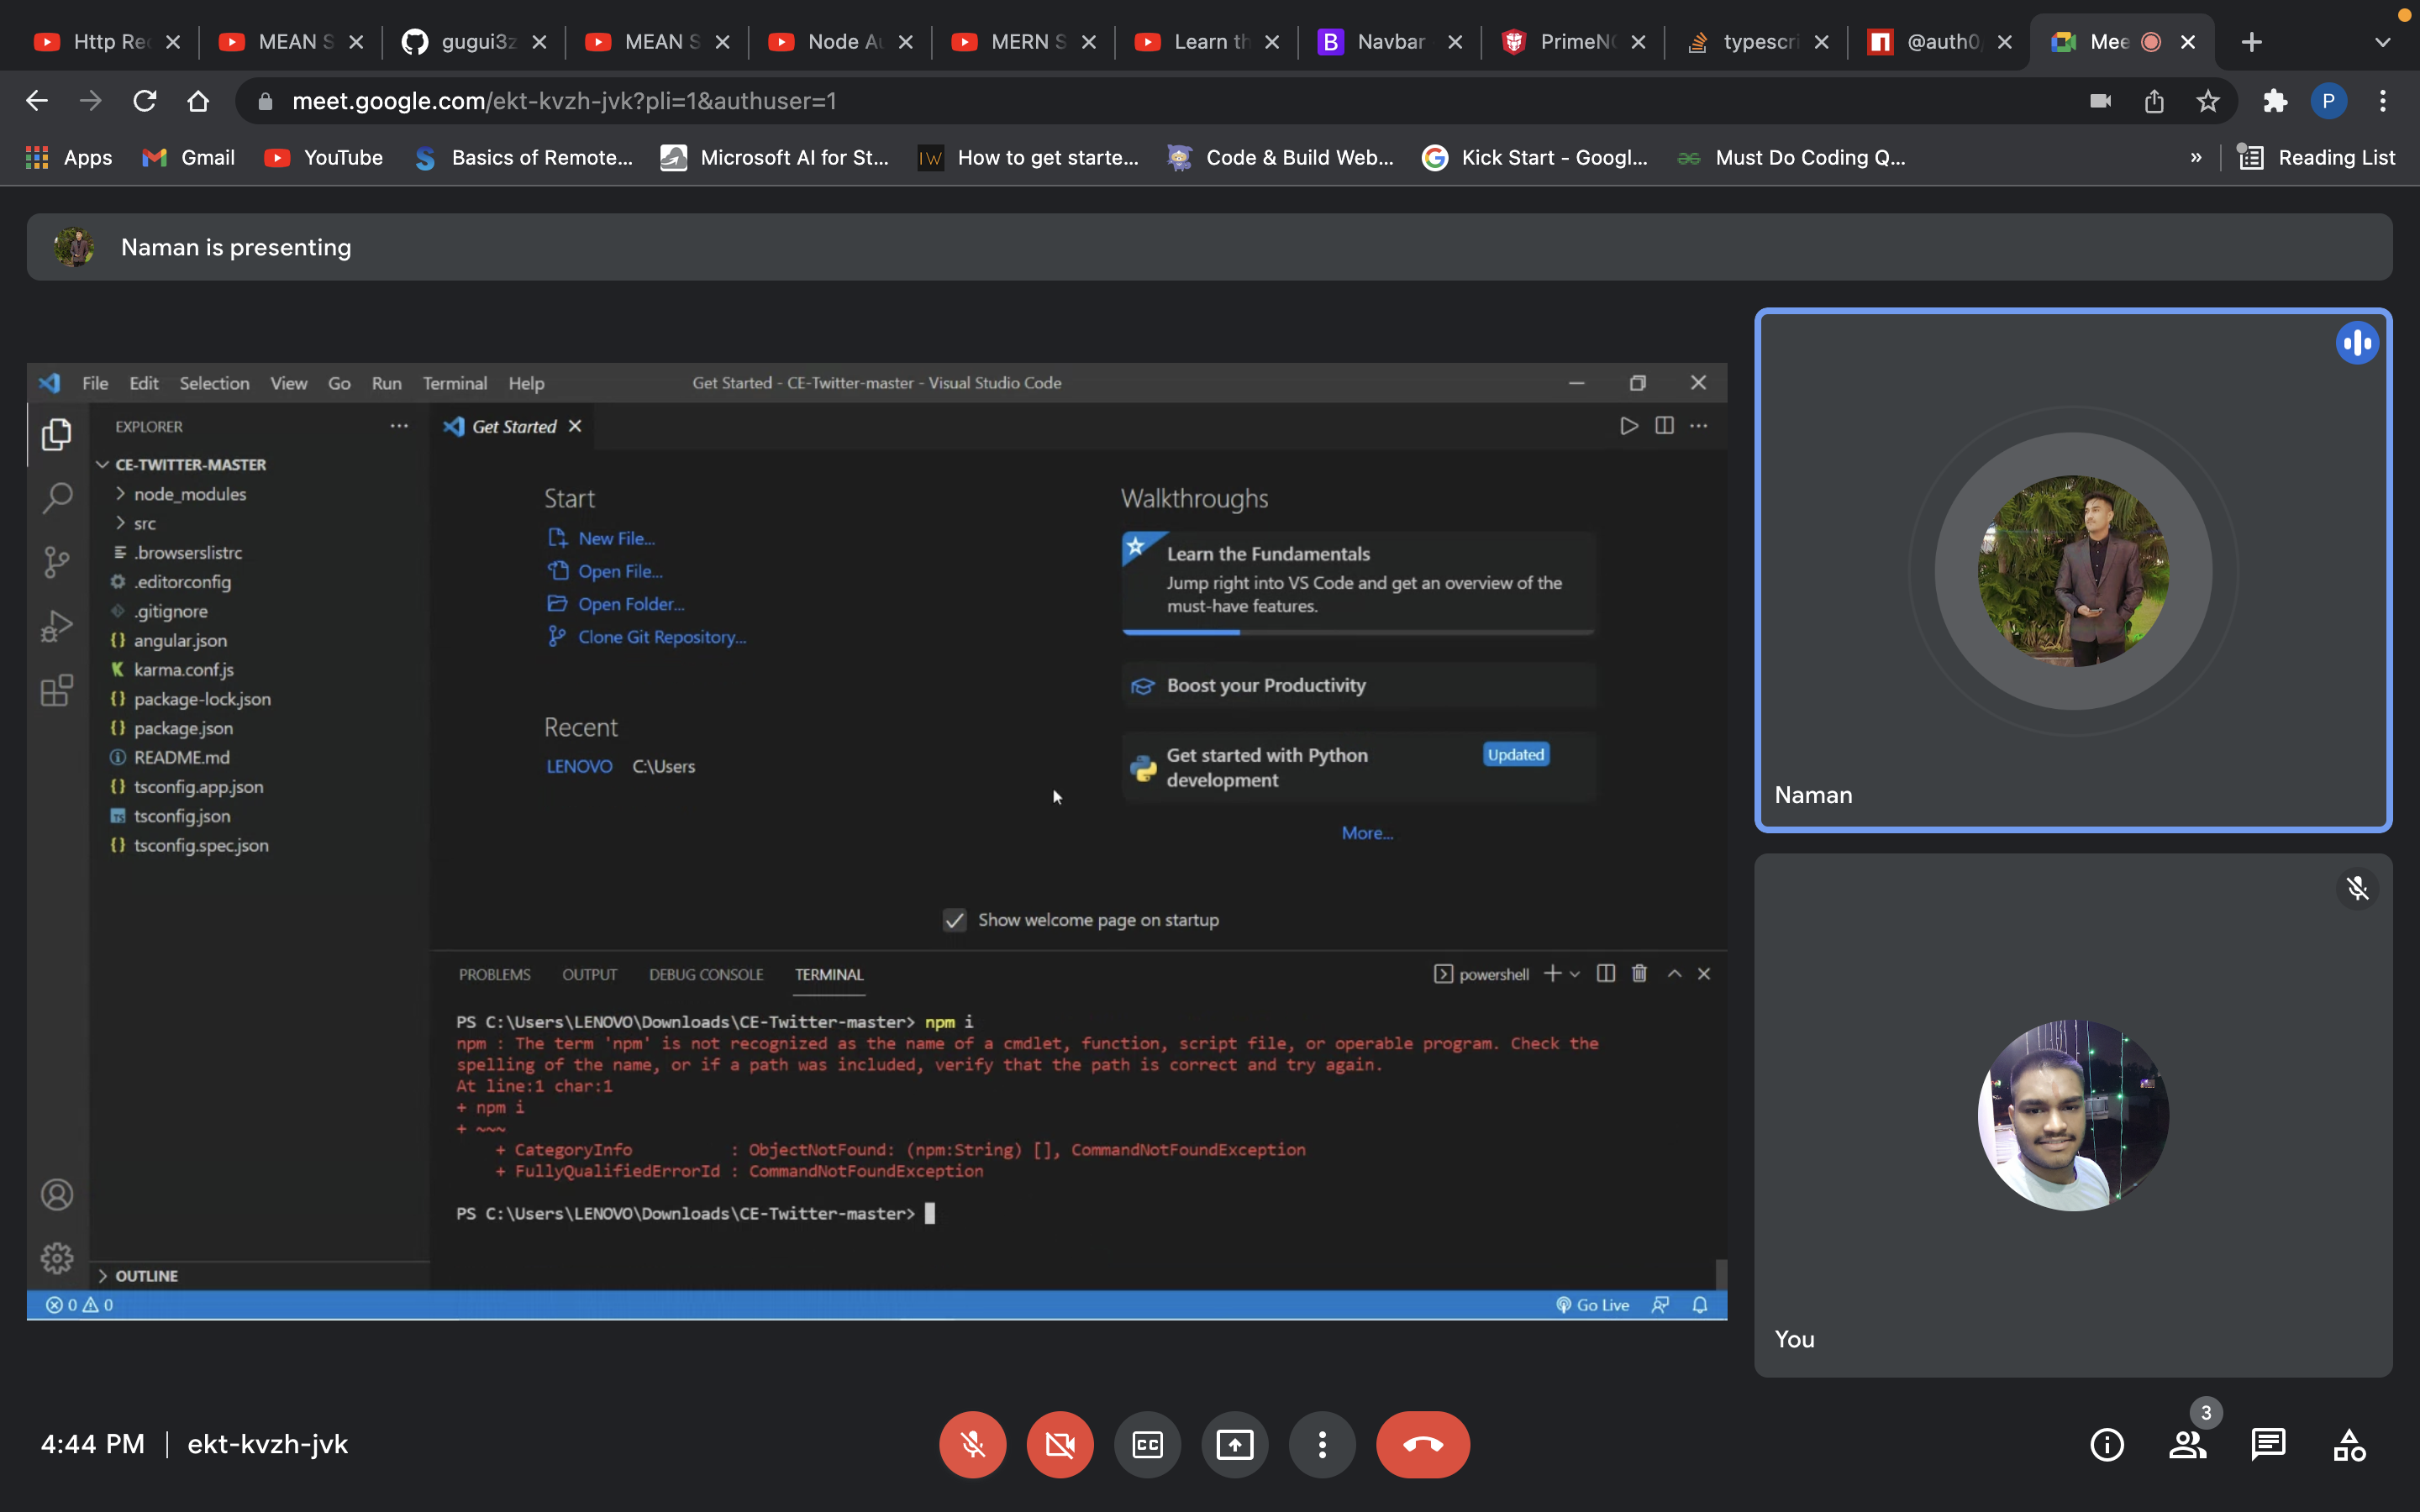 Http Re
MEAN S
gugui3z
MEAN S
Node Au
MERN S
Learn th
Navbar
PrimeN
typescri
@auth0
Mee
meet.google.com/ekt-kvzh-jvk?pli=1&authuser=1
P
Apps
Gmail
YouTube
Basics of Remote...
Microsoft AI for St...
How to get starte...
Code & Build Web...
Kick Start - Googl...
Must Do Coding Q...
»
Reading List
Naman is presenting
File Edit Selection View Go Run Terminal Help
Get Started - CE-Twitter-master - Visual Studio Code
EXPLORER
Get Started
CE-TWITTER-MASTER
node_modules
src
.browserslistrc
.editorconfig
.gitignore
angular.json
karma.conf.js
package-lock.json
package.json
README.md
tsconfig.app.json
tsconfig.json
tsconfig.spec.json
OUTLINE
Start
New File...
Open File...
Open Folder...
Clone Git Repository...
Recent
LENOVO C:\Users
Walkthroughs
Learn the Fundamentals
Jump right into VS Code and get an overview of the
must-have features.
Boost your Productivity
Get started with Python
development
Updated
More...
Show welcome page on startup
PROBLEMS OUTPUT DEBUG CONSOLE TERMINAL
powershell
PS C:\Users\LENOVO\Downloads\CE-Twitter-master> npm i
npm : The term 'npm' is not recognized as the name of a cmdlet, function, script file, or operable program. Check the
spelling of the name, or if a path was included, verify that the path is correct and try again.
At line:1 char:1
+ npm i
+ ~~~
+ CategoryInfo : ObjectNotFound: (npm:String) [], CommandNotFoundException
+ FullyQualifiedErrorId : CommandNotFoundException
PS C:\Users\LENOVO\Downloads\CE-Twitter-master>
0 0
Go Live
Naman
You
4:44 PM | ekt-kvzh-jvk
CC
3